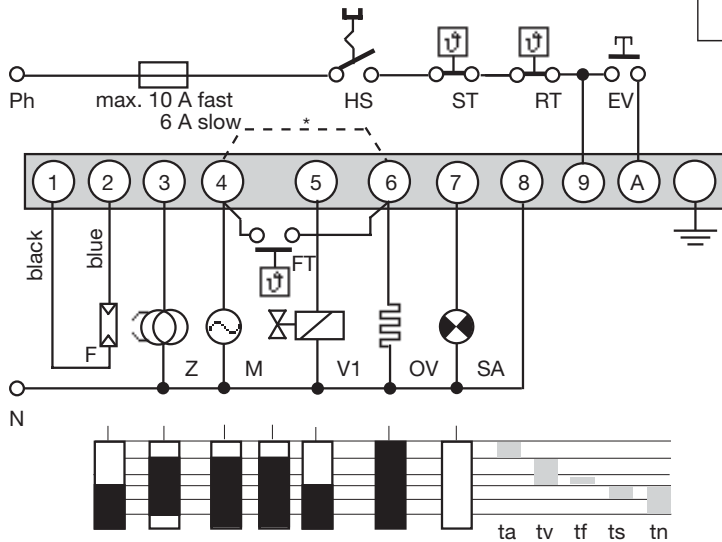 ϑ ϑ
Ph max. 10 A fast HS ST RT EV
6 A slow *
1 2 3 4 5 6 7 8 9 A
black blue FT
ϑ
F Z M V1 OV SA
N
ta tv tf ts tn